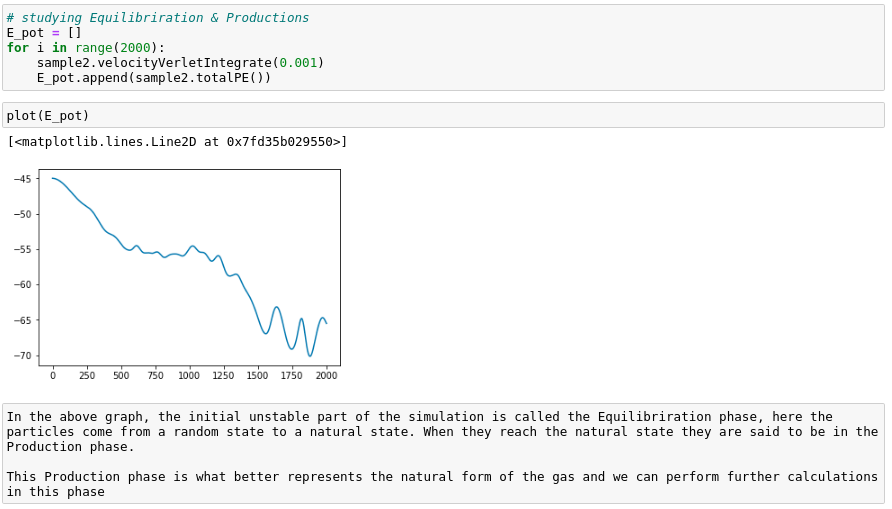 # studying Equilibriration & Productions
E_pot = []
for i in range(2000):
    sample2.velocityVerletIntegrate(0.001)
    E_pot.append(sample2.totalPE())
plot(E_pot)
[<matplotlib.lines.Line2D at 0x7fd35b029550>]
−45
−50
−55
−60
−65
−70
0 250 500 750 1000 1250 1500 1750 2000
In the above graph, the initial unstable part of the simulation is called the Equilibriration phase, here the
particles come from a random state to a natural state. When they reach the natural state they are said to be in the
Production phase.
This Production phase is what better represents the natural form of the gas and we can perform further calculations
in this phase